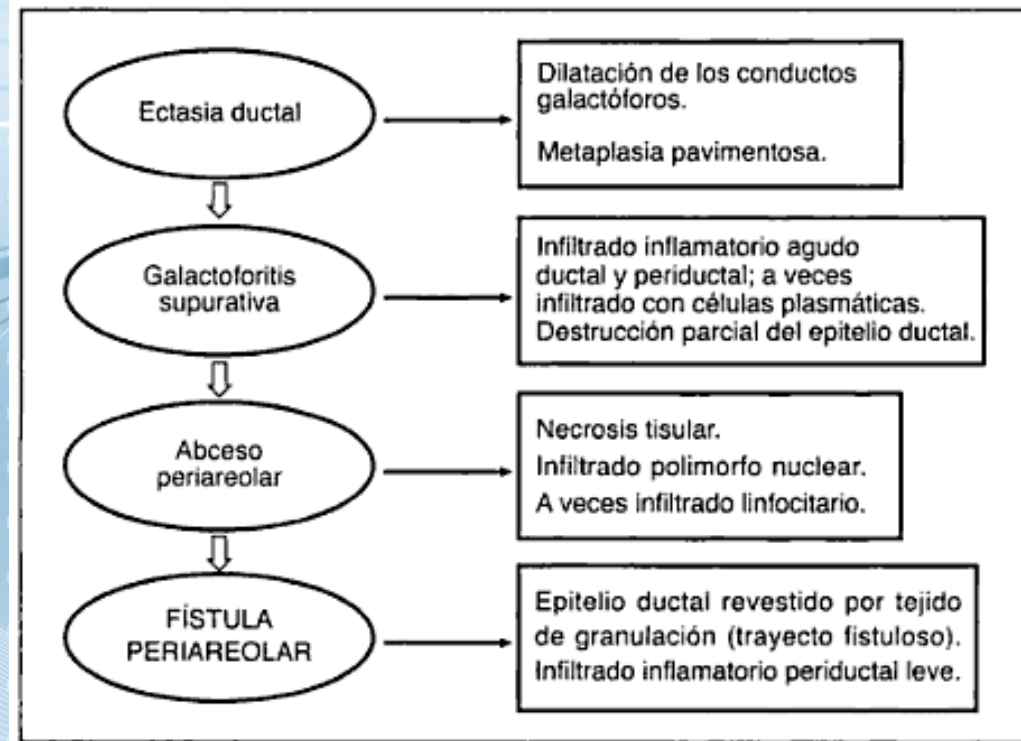 Ectasia ductal
Dilatación de los conductos
galactóforos.
Metaplasia pavimentosa.
Galactoforitis
supurativa
Infiltrado inflamatorio agudo
ductal y periductal; a veces
infiltrado con células plasmáticas.
Destrucción parcial del epitelio ductal.
Abceso
periareolar
Necrosis tisular.
Infiltrado polimorfo nuclear.
A veces infiltrado linfocitario.
FÍSTULA
PERIAREOLAR
Epitelio ductal revestido por tejido
de granulación (trayecto fistuloso).
Infiltrado inflamatorio periductal leve.